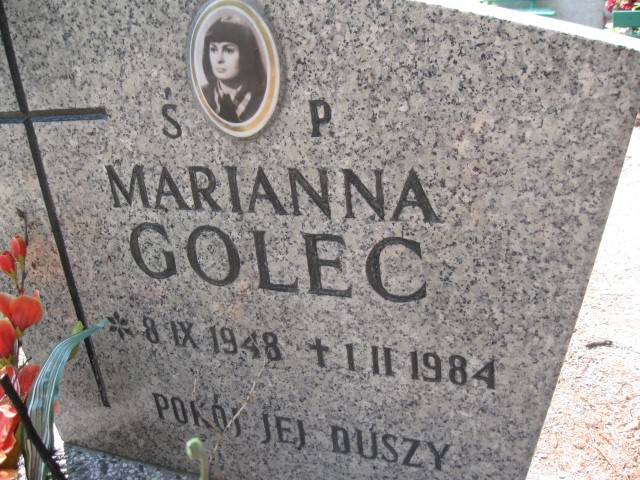 Ś P
MARIANNA
GOLEC
* 8 IX 1948 † 1 II 1984
POKÓJ JEJ DUSZY